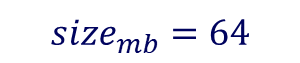 size_mb = 64